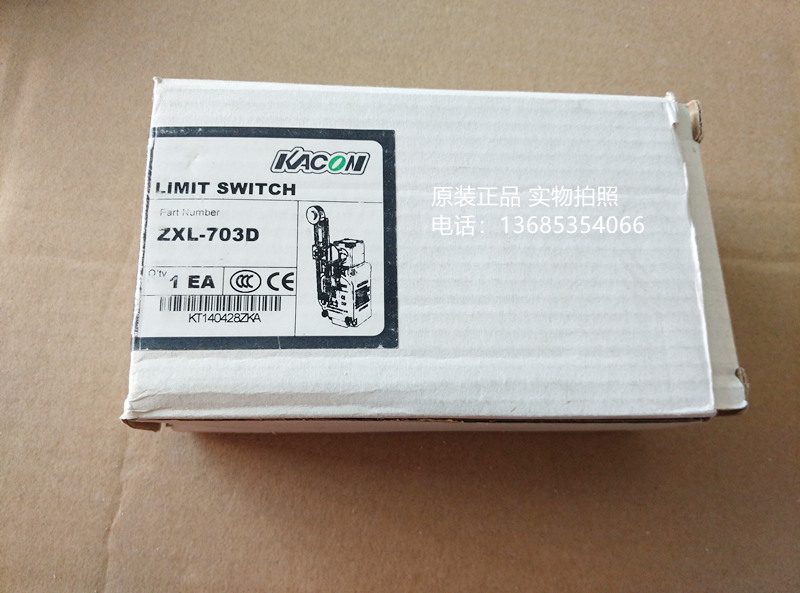 KACON
LIMIT SWITCH
Part Number
ZXL-703D
Q'ty
1 EA
CCC CE
KT140428ZKA
原装正品 实物拍照
电话：13685354066